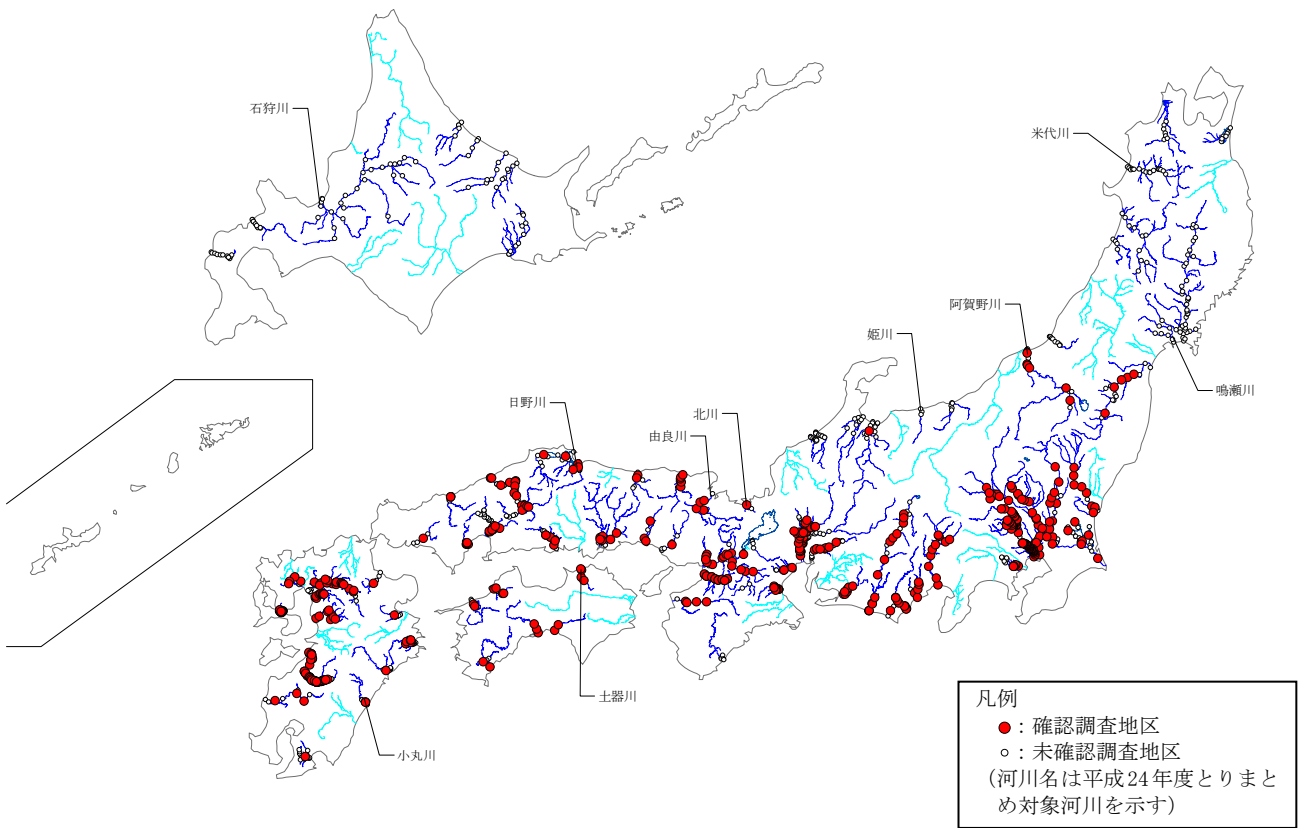 石狩川
米代川
阿賀野川
姫川
鳴瀬川
日野川
北川
由良川
土器川
小丸川
凡例
●：確認調査地区
○：未確認調査地区
(河川名は平成24年度とりまと
め対象河川を示す)